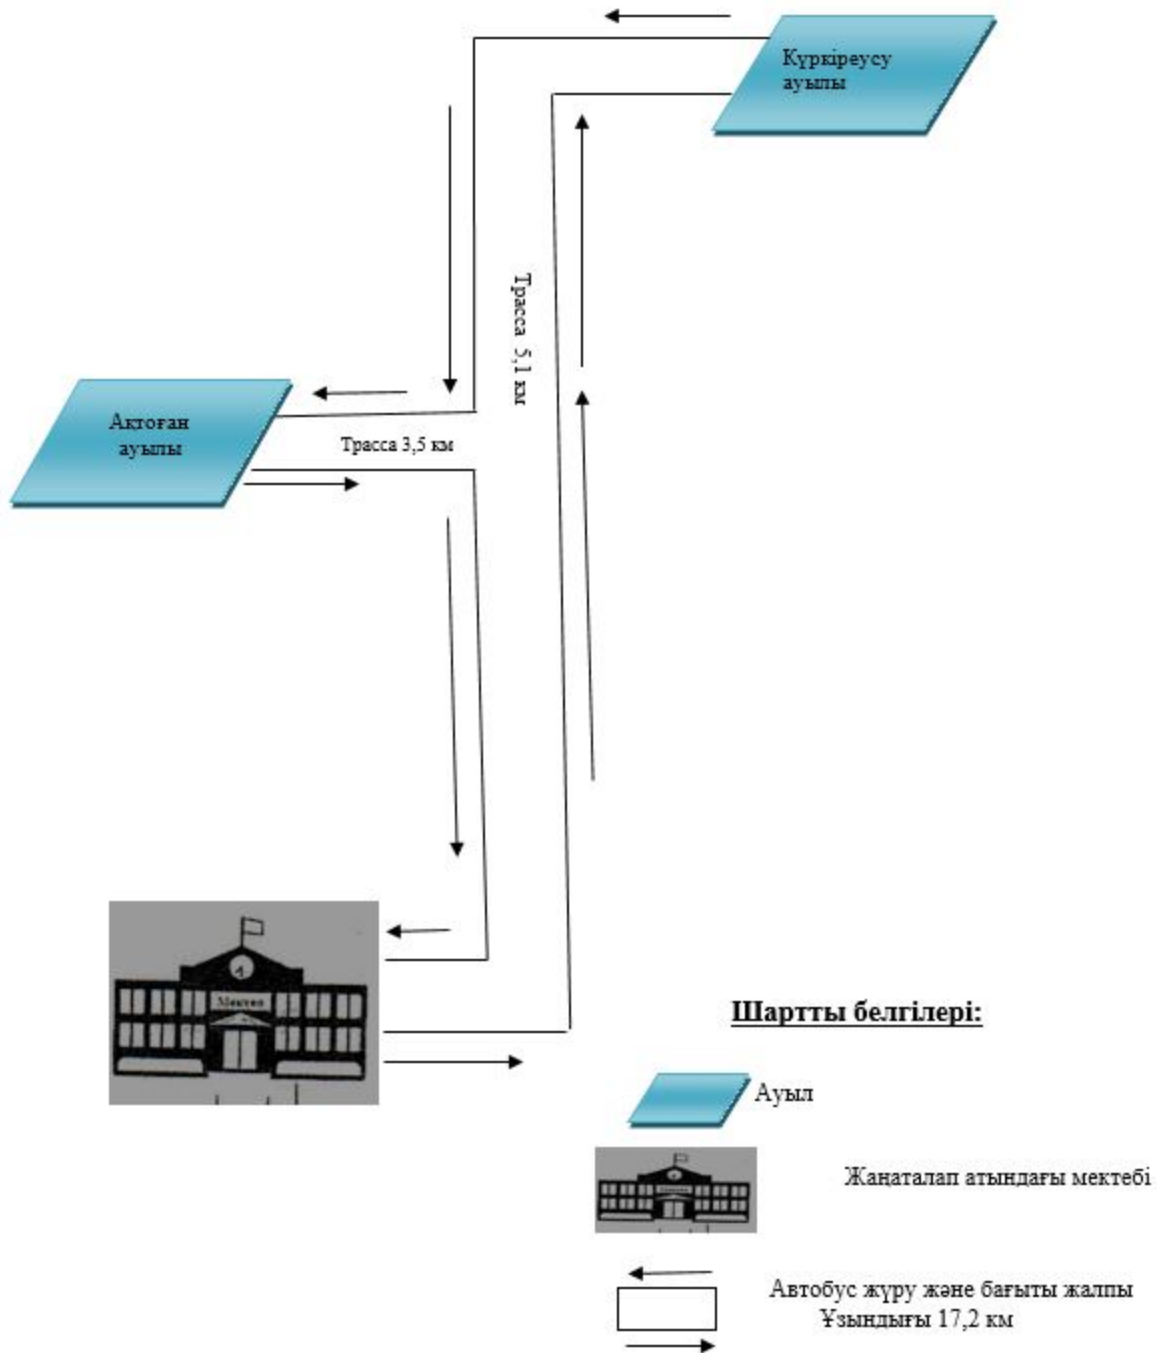 Күркіреусу
ауылы
Трасса 5,1 км
Ақтоған
ауылы
Трасса 3,5 км
Мектеп
Шартты белгілері:
Ауыл
Жаңаталап атындағы мектебі
Автобус жүру және бағыты жалпы
Ұзындығы 17,2 км